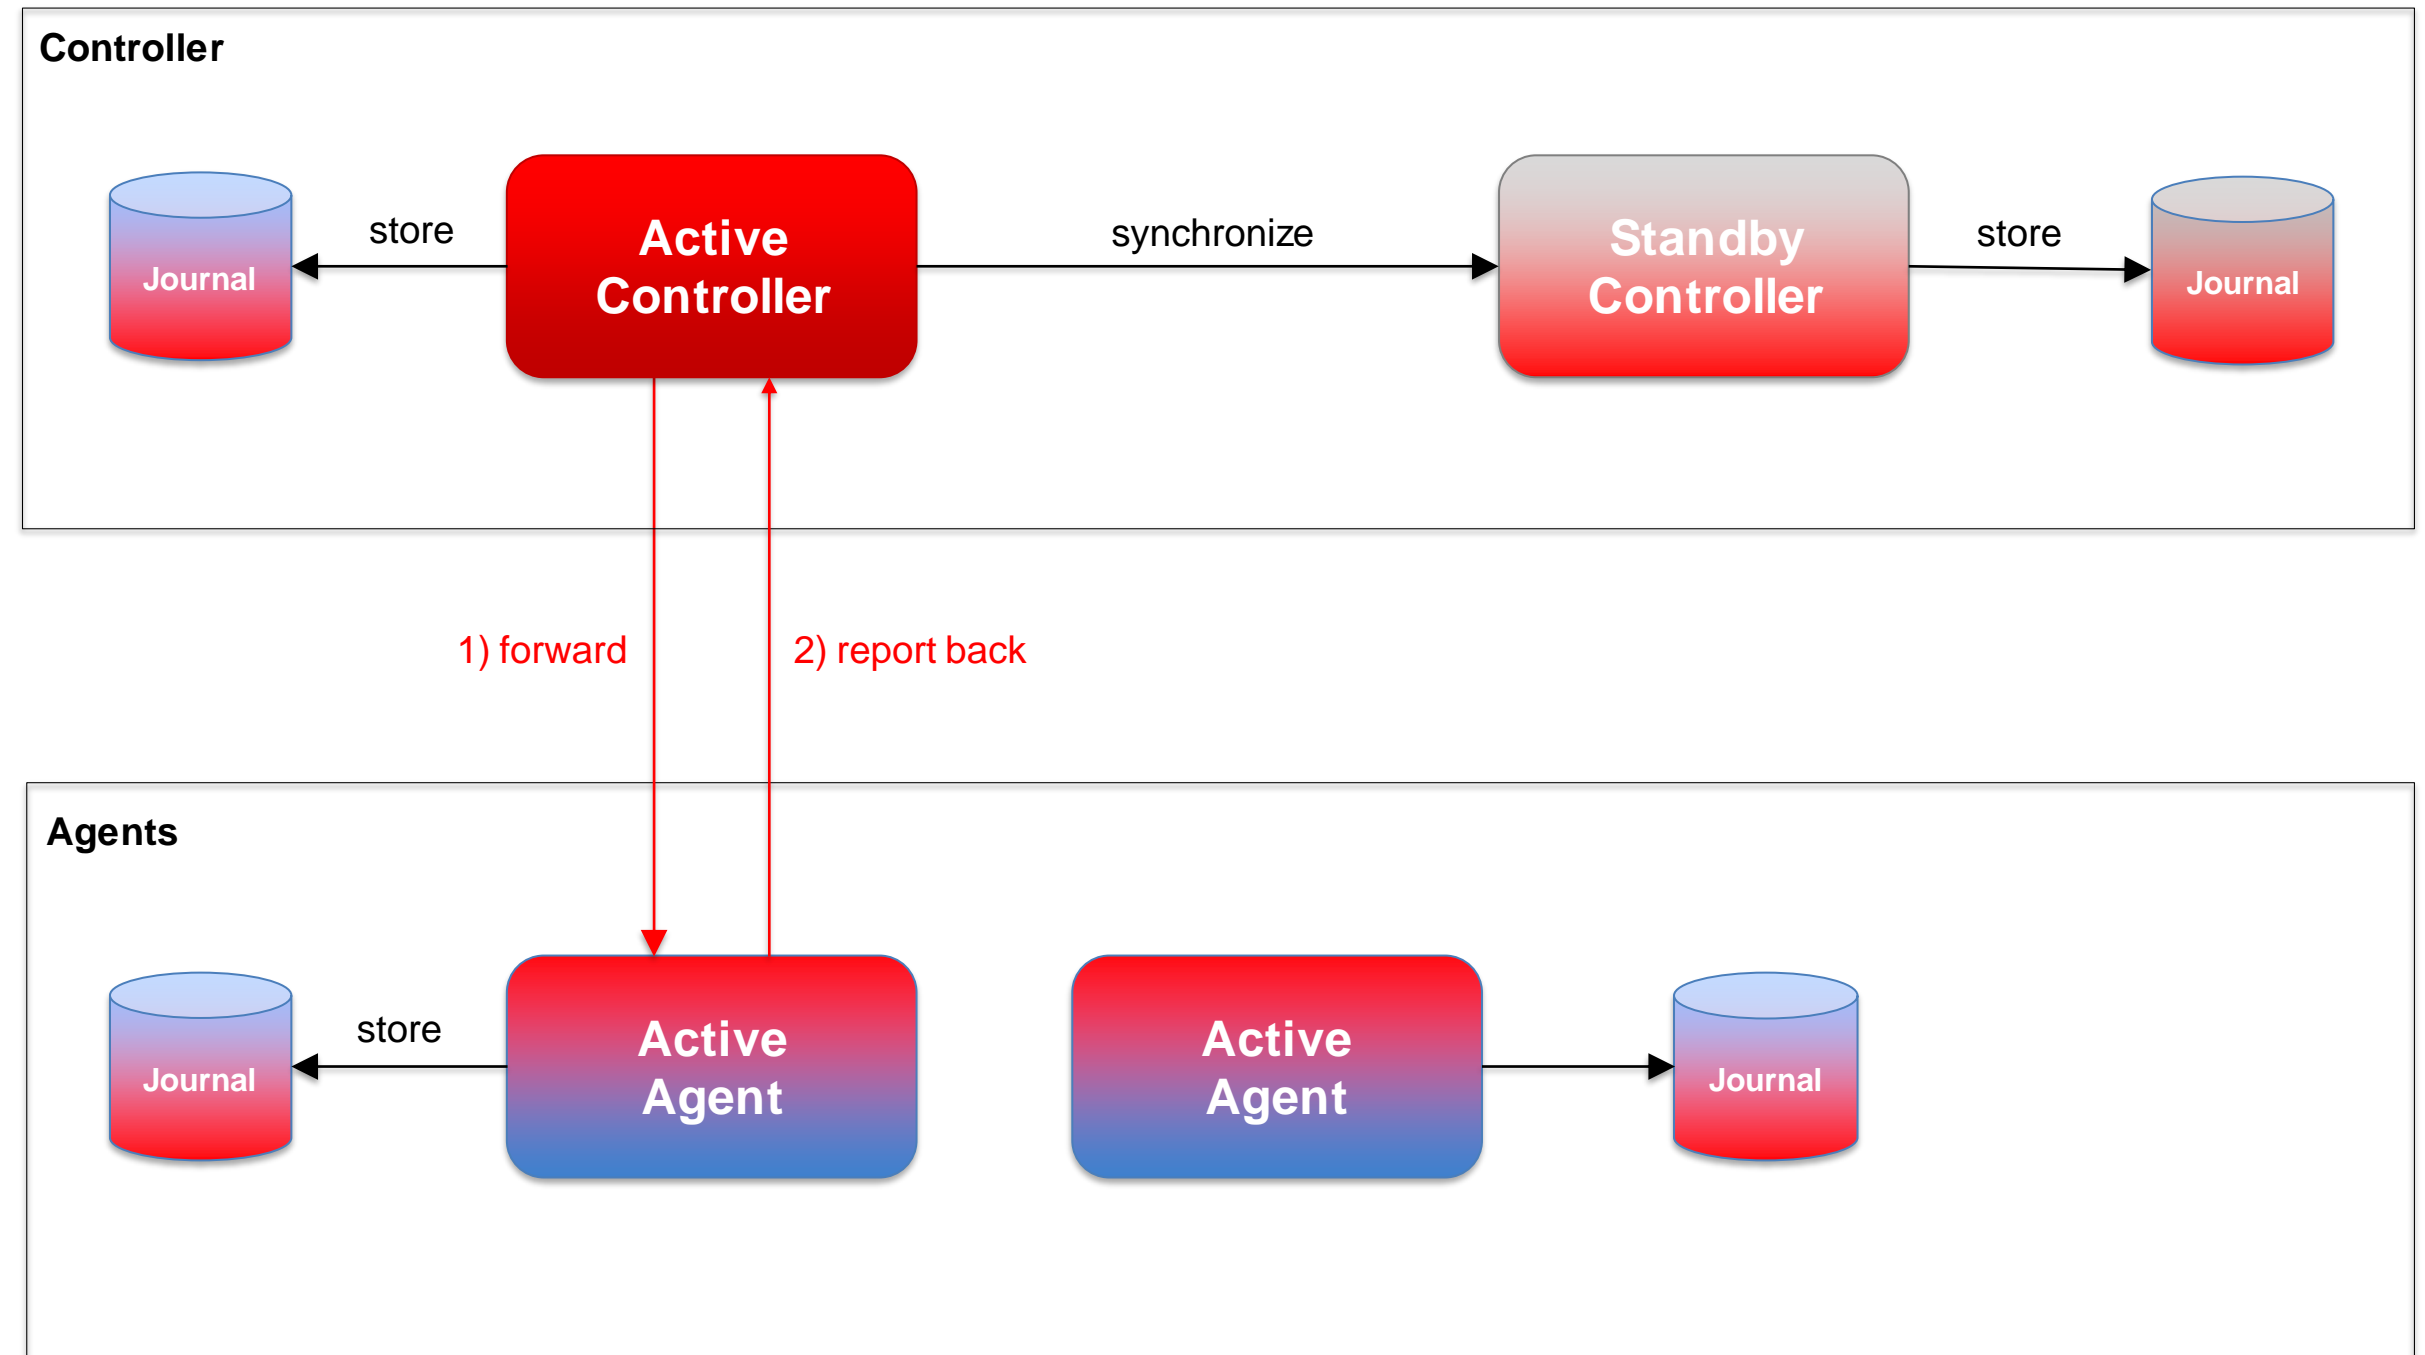 Controller
store
synchronize
store
Journal
Active
Controller
Standby
Controller
Journal
1) forward
2) report back
Agents
store
Journal
Active
Agent
Active
Agent
Journal